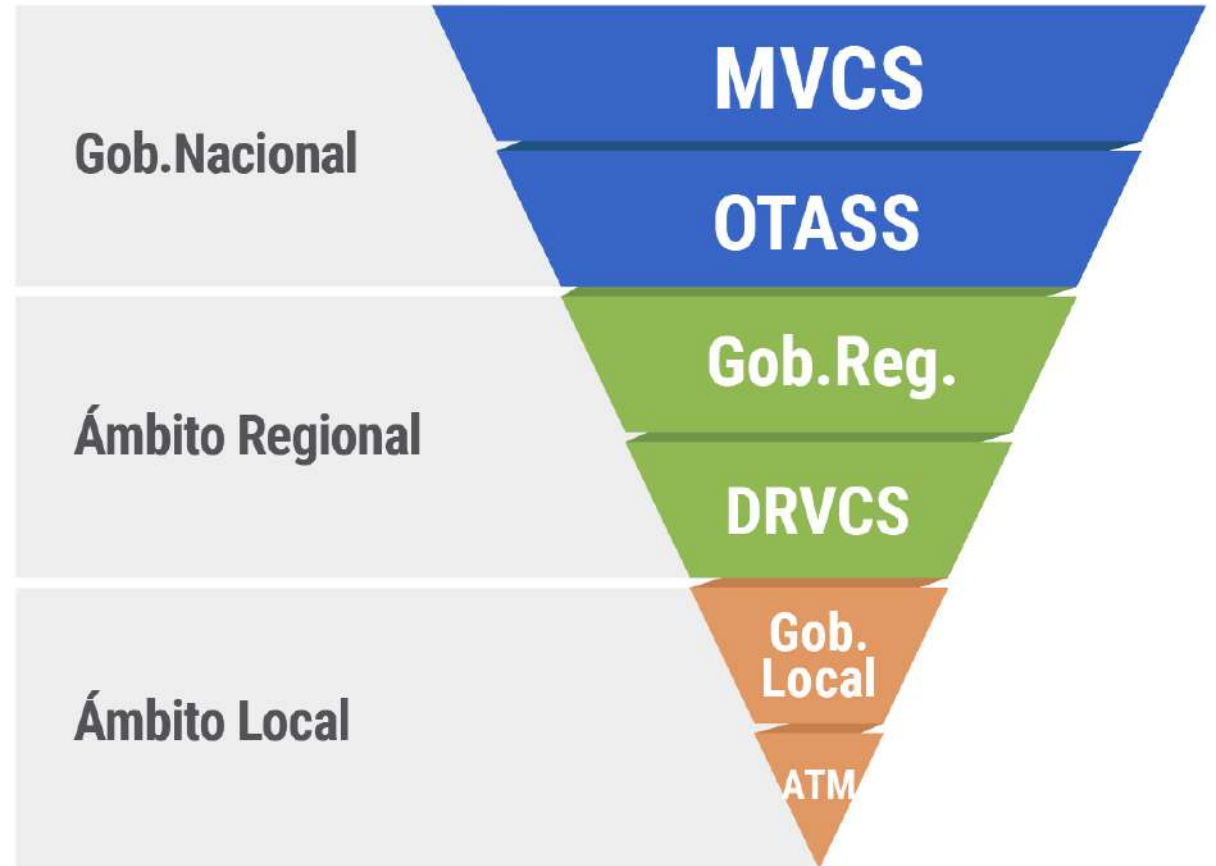 Gob.Nacional
MVCS
OTASS
Ámbito Regional
Gob.Reg.
DRVCS
Ámbito Local
Gob.
Local
ATM